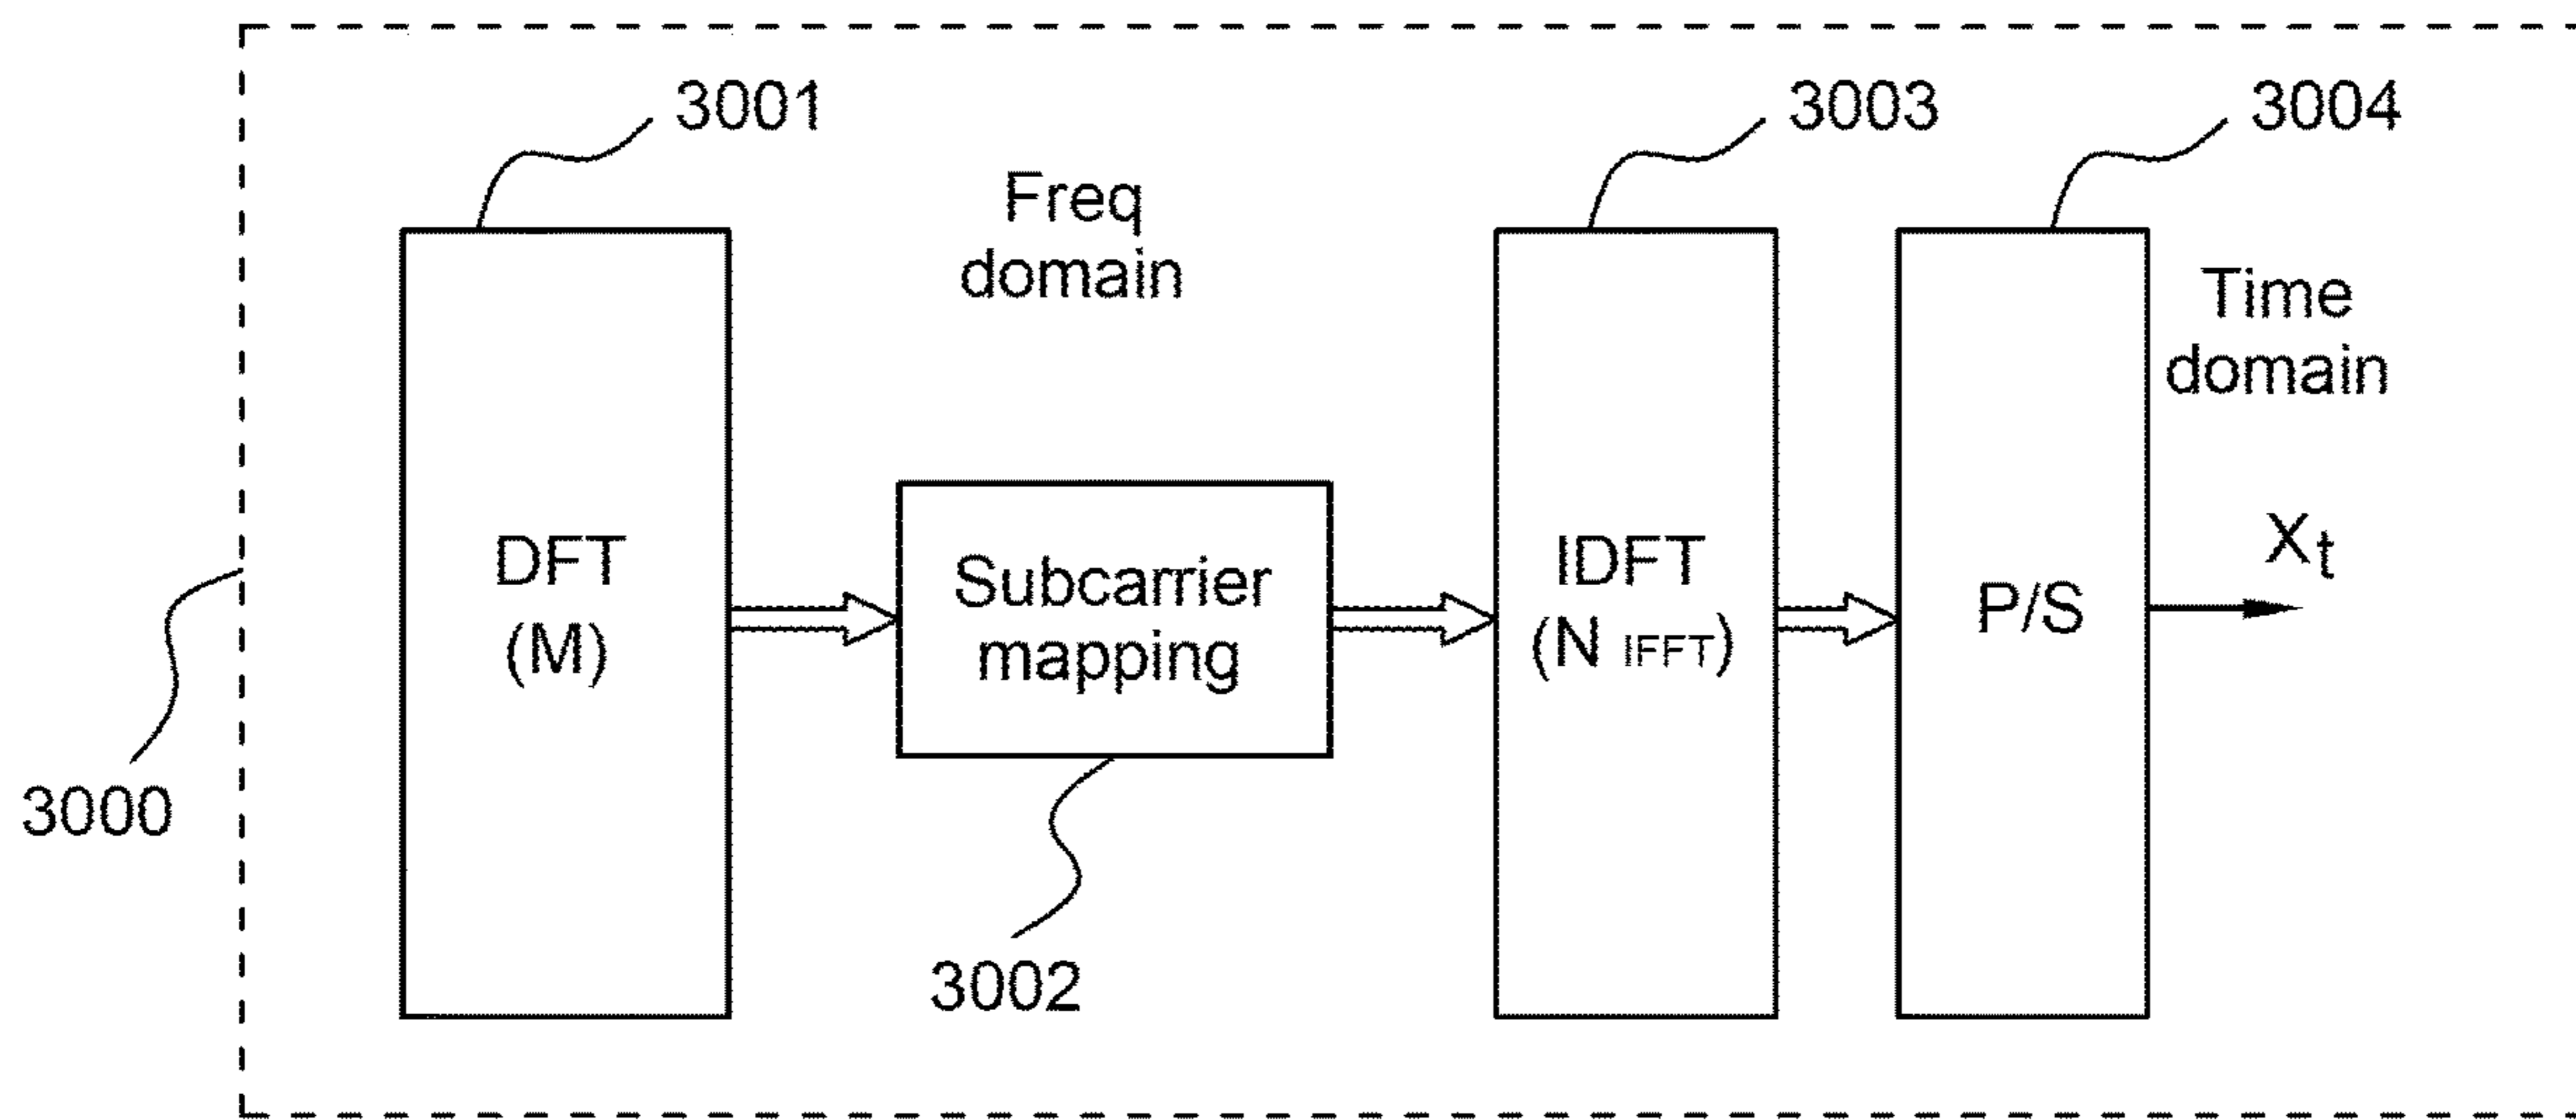 3001
3003
3004
Freq
domain
Time
domain
DFT
(M)
Subcarrier
mapping
IDFT
(N IFFT)
P/S
Xt
3000
3002